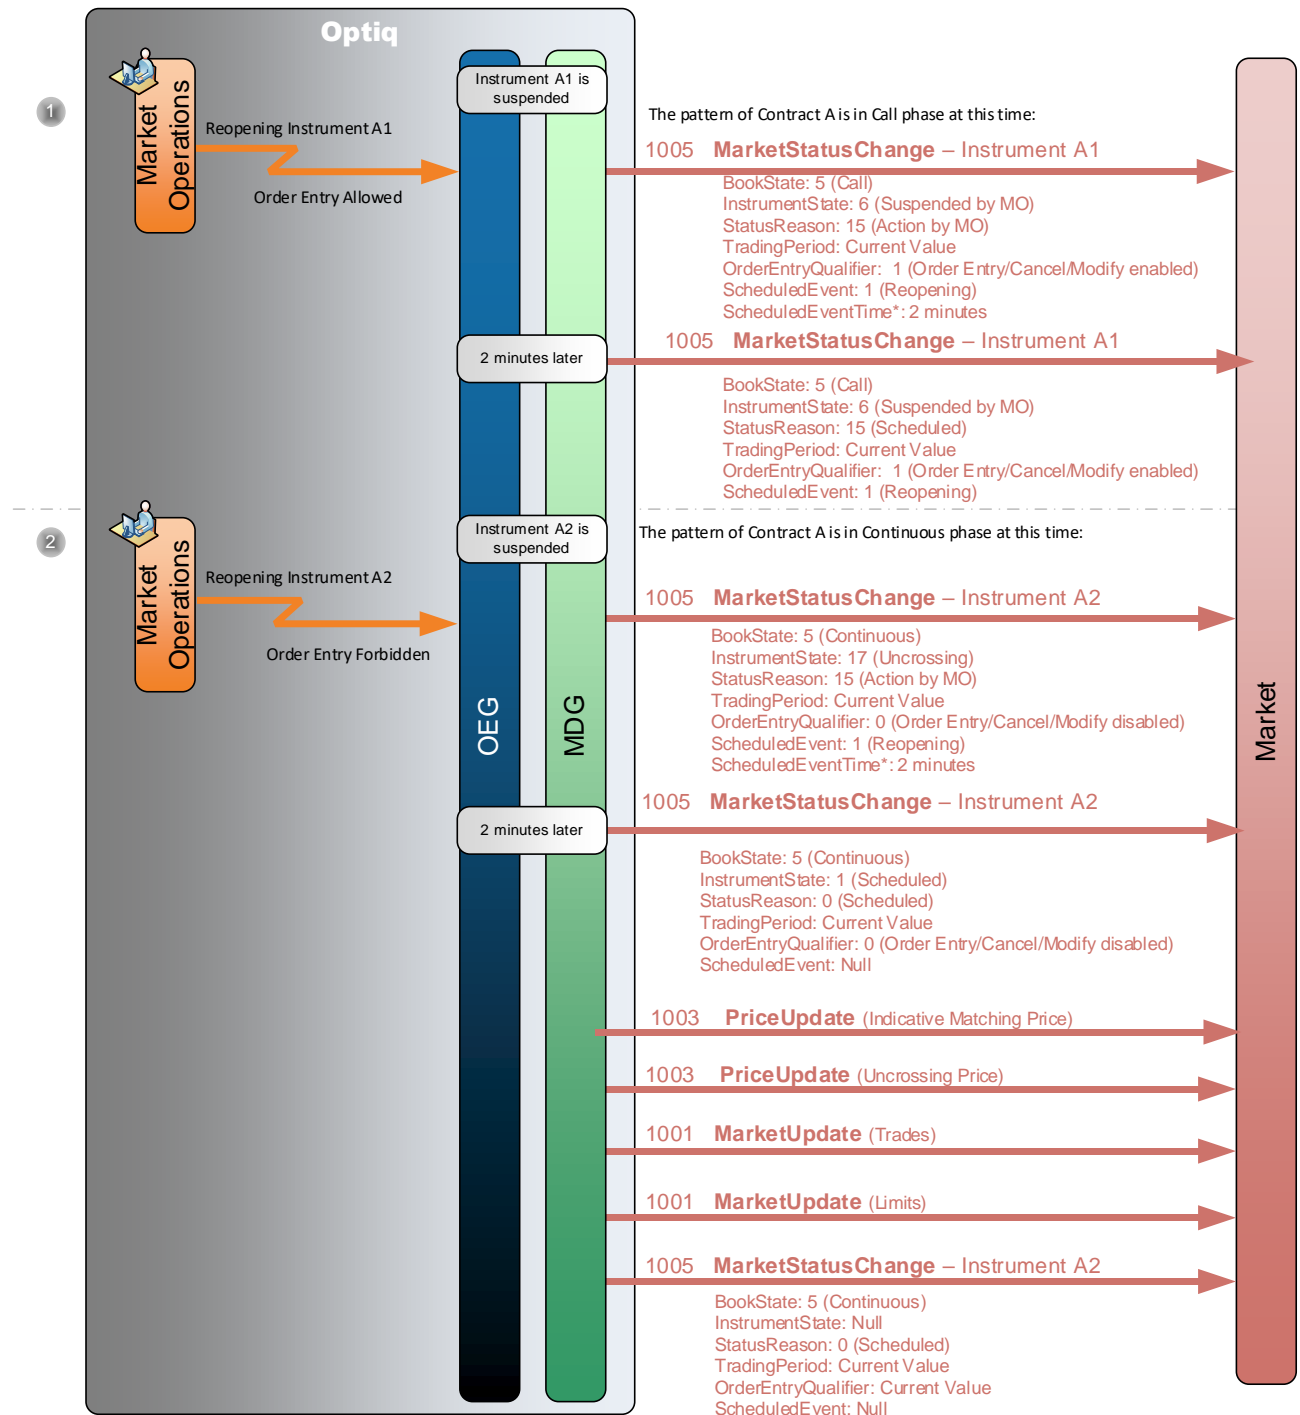 Optiq
1
Market
Operations
Reopening Instrument A1
Order Entry Allowed
Instrument A1 is
suspended
The pattern of Contract A is in Call phase at this time:
1005 MarketStatusChange – Instrument A1
BookState: 5 (Call)
InstrumentState: 6 (Suspended by MO)
StatusReason: 15 (Action by MO)
TradingPeriod: Current Value
OrderEntryQualifier: 1 (Order Entry/Cancel/Modify enabled)
ScheduledEvent: 1 (Reopening)
ScheduledEventTime*: 2 minutes
2 minutes later
1005 MarketStatusChange – Instrument A1
BookState: 5 (Call)
InstrumentState: 6 (Suspended by MO)
StatusReason: 15 (Scheduled)
TradingPeriod: Current Value
OrderEntryQualifier: 1 (Order Entry/Cancel/Modify enabled)
ScheduledEvent: 1 (Reopening)
2
Market
Operations
Reopening Instrument A2
Order Entry Forbidden
Instrument A2 is
suspended
The pattern of Contract A is in Continuous phase at this time:
1005 MarketStatusChange – Instrument A2
BookState: 5 (Continuous)
InstrumentState: 17 (Uncrossing)
StatusReason: 15 (Action by MO)
TradingPeriod: Current Value
OrderEntryQualifier: 0 (Order Entry/Cancel/Modify disabled)
ScheduledEvent: 1 (Reopening)
ScheduledEventTime*: 2 minutes
OEG
MDG
Market
2 minutes later
1005 MarketStatusChange – Instrument A2
BookState: 5 (Continuous)
InstrumentState: 1 (Scheduled)
StatusReason: 0 (Scheduled)
TradingPeriod: Current Value
OrderEntryQualifier: 0 (Order Entry/Cancel/Modify disabled)
ScheduledEvent: Null
1003 PriceUpdate (Indicative Matching Price)
1003 PriceUpdate (Uncrossing Price)
1001 MarketUpdate (Trades)
1001 MarketUpdate (Limits)
1005 MarketStatusChange – Instrument A2
BookState: 5 (Continuous)
InstrumentState: Null
StatusReason: 0 (Scheduled)
TradingPeriod: Current Value
OrderEntryQualifier: Current Value
ScheduledEvent: Null